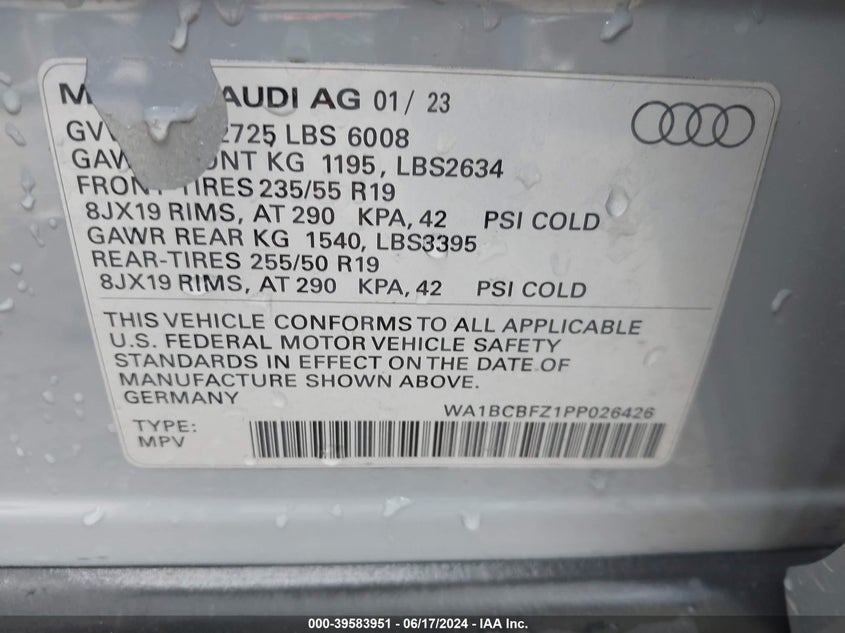 AUDI AG 01/ 23
2725 LBS 6008
KG 1195, LBS2634
FRONT-TIRES 235/55 R19
8JX19 RIMS, AT 290 KPA, 42 PSI COLD
GAWR REAR KG 1540, LBS3395
REAR-TIRES 255/50 R19
8JX19 RIMS, AT 290 KPA, 42 PSI COLD
THIS VEHICLE CONFORMS TO ALL APPLICABLE
U.S. FEDERAL MOTOR VEHICLE SAFETY
STANDARDS IN EFFECT ON THE DATE OF
MANUFACTURE SHOWN ABOVE.
GERMANY
WA1BCBFZ1PP026426
TYPE:
MPV
000-39583951 - 06/17/2024 - IAA Inc.